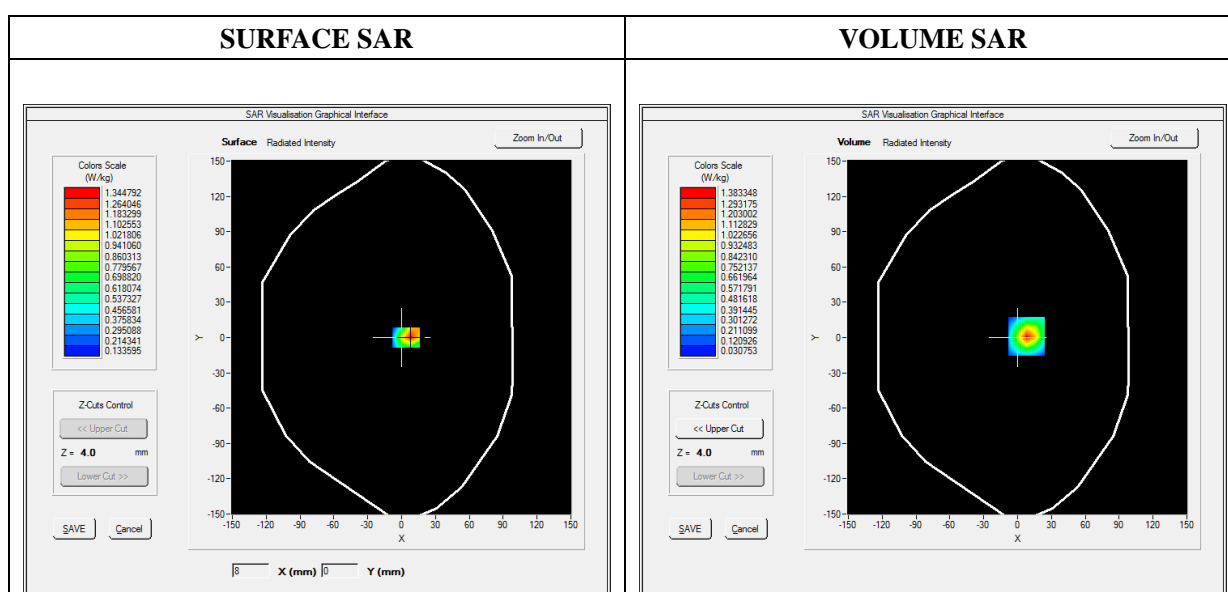 SURFACE SAR
VOLUME SAR
SAR Visualisation Graphical Interface
Surface Radiated Intensity
Zoom In/Out
Colors Scale
(W/kg)
1.344792
1.264046
1.183299
1.102553
1.021806
0.941060
0.860313
0.779567
0.698820
0.618074
0.537327
0.456581
0.375834
0.295088
0.214341
0.133595
150
120
90
60
30
0
-30
-60
-90
-120
-150
Y
-150 -120 -90 -60 -30 0 30 60 90 120 150
X
Z-Cuts Control
<< Upper Cut
Z = 4.0 mm
Lower Cut >>
SAVE Cancel
8 X (mm) 0 Y (mm)
SAR Visualisation Graphical Interface
Volume Radiated Intensity
Zoom In/Out
Colors Scale
(W/kg)
1.383348
1.293175
1.203002
1.112829
1.022656
0.932483
0.842310
0.752137
0.661964
0.571791
0.481618
0.391445
0.301272
0.211099
0.120926
0.030753
150
120
90
60
30
0
-30
-60
-90
-120
-150
Y
-150 -120 -90 -60 -30 0 30 60 90 120 150
X
Z-Cuts Control
<< Upper Cut
Z = 4.0 mm
Lower Cut >>
SAVE Cancel